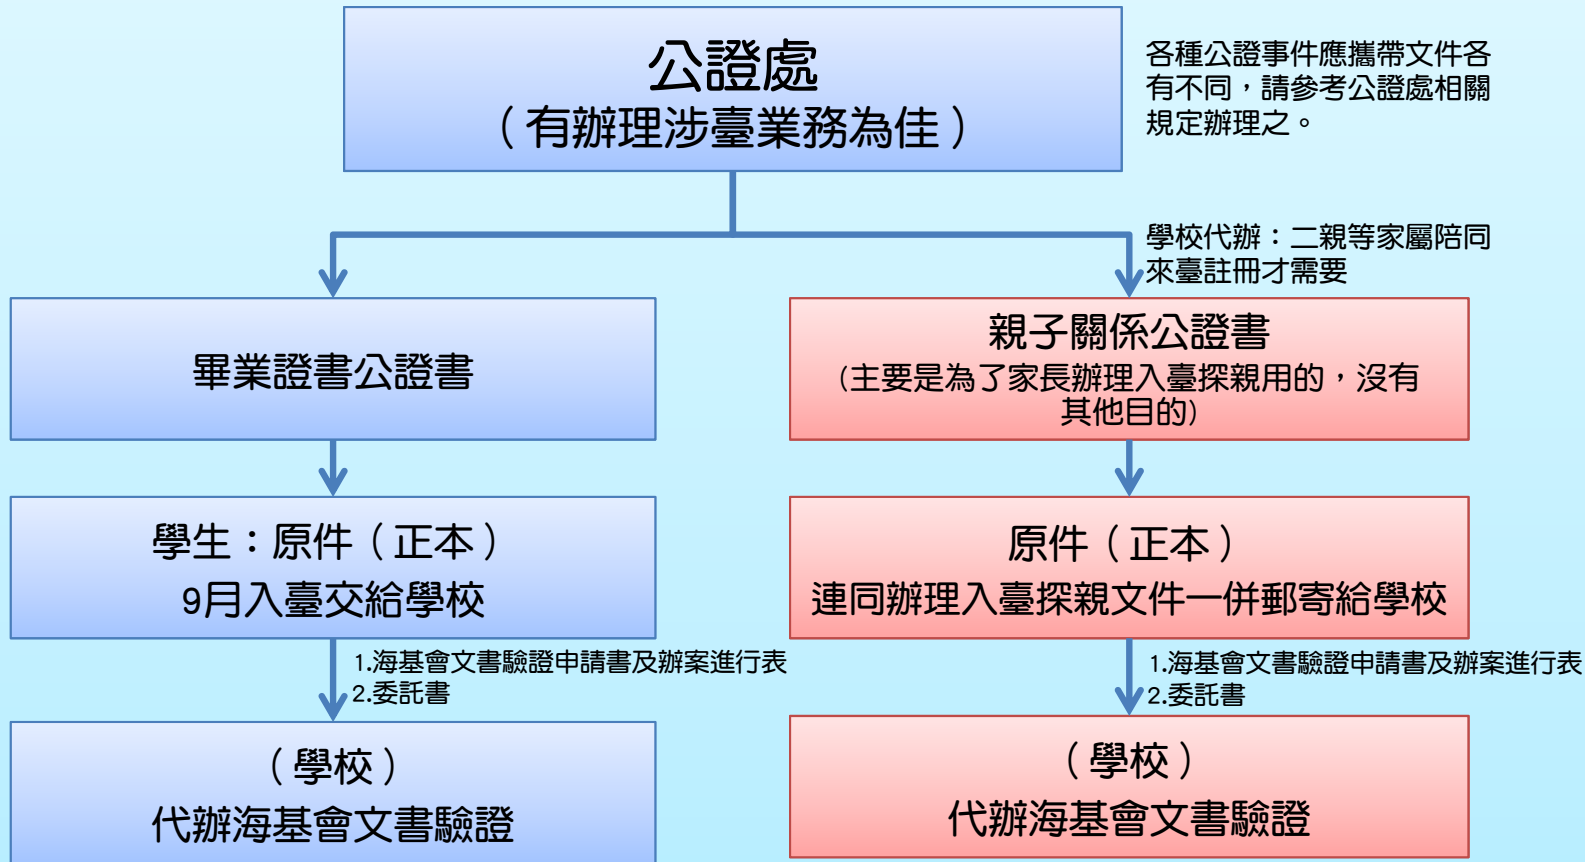 公證處
（有辦理涉臺業務為佳）
各種公證事件應攜帶文件各
有不同，請參考公證處相關
規定辦理之。
學校代辦：二親等家屬陪同
來臺註冊才需要
畢業證書公證書
親子關係公證書
(主要是為了家長辦理入臺探親用的，沒有
其他目的)
學生：原件（正本）
9月入臺交給學校
原件（正本）
連同辦理入臺探親文件一併郵寄給學校
1.海基會文書驗證申請書及辦案進行表
2.委託書
1.海基會文書驗證申請書及辦案進行表
2.委託書
（學校）
代辦海基會文書驗證
（學校）
代辦海基會文書驗證